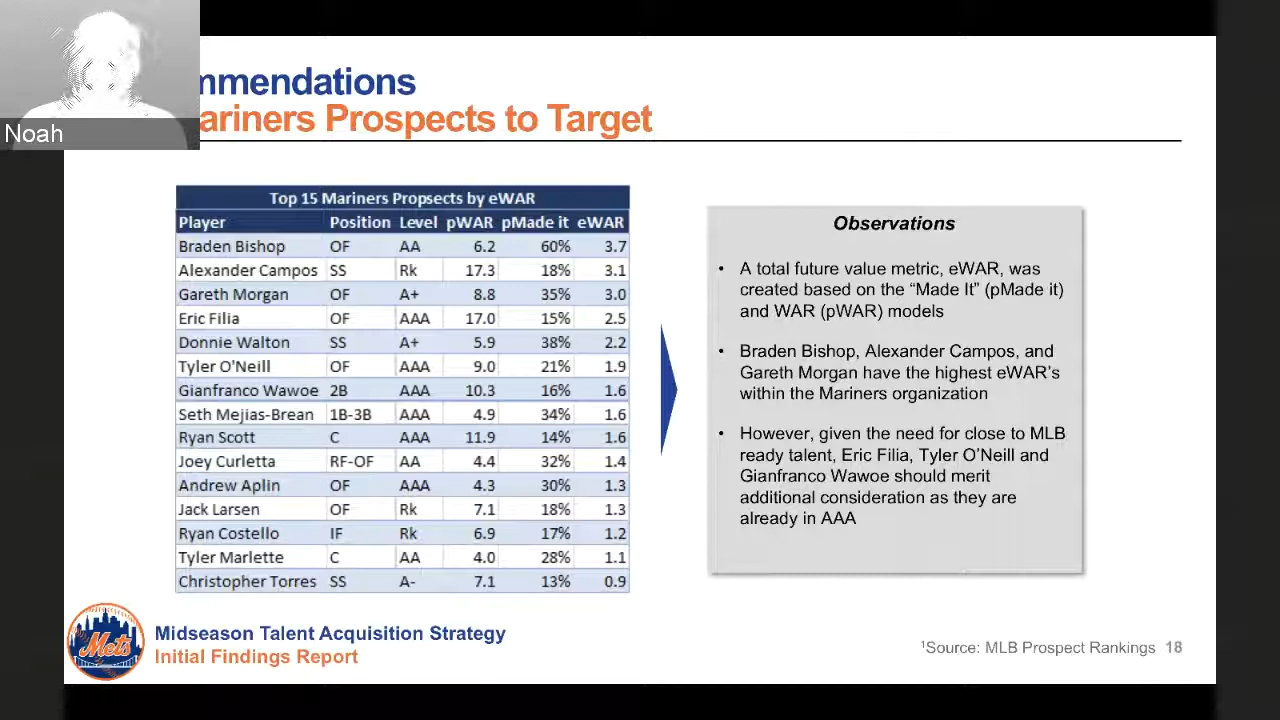 Noah
mmendations
ariners Prospects to Target
Top 15 Mariners Propsects by eWAR
Player Position Level pWAR pMade it eWAR
Braden Bishop OF AA 6.2 60% 3.7
Alexander Campos SS Rk 17.3 18% 3.1
Gareth Morgan OF A+ 8.8 35% 3.0
Eric Filia OF AAA 17.0 15% 2.5
Donnie Walton SS A+ 5.9 38% 2.2
Tyler O'Neill OF AAA 9.0 21% 1.9
Gianfranco Wawoe 2B AAA 10.3 16% 1.6
Seth Mejias-Brean 1B-3B AAA 4.9 34% 1.6
Ryan Scott C AAA 11.9 14% 1.6
Joey Curletta RF-OF AA 4.4 32% 1.4
Andrew Aplin OF AAA 4.3 30% 1.3
Jack Larsen OF Rk 7.1 18% 1.3
Ryan Costello IF Rk 6.9 17% 1.2
Tyler Marlette C AA 4.0 28% 1.1
Christopher Torres SS A- 7.1 13% 0.9
Observations
• A total future value metric, eWAR, was
created based on the “Made It” (pMade it)
and WAR (pWAR) models
• Braden Bishop, Alexander Campos, and
Gareth Morgan have the highest eWAR’s
within the Mariners organization
• However, given the need for close to MLB
ready talent, Eric Filia, Tyler O’Neill and
Gianfranco Wawoe should merit
additional consideration as they are
already in AAA
Mets
Midseason Talent Acquisition Strategy
Initial Findings Report
¹Source: MLB Prospect Rankings 18